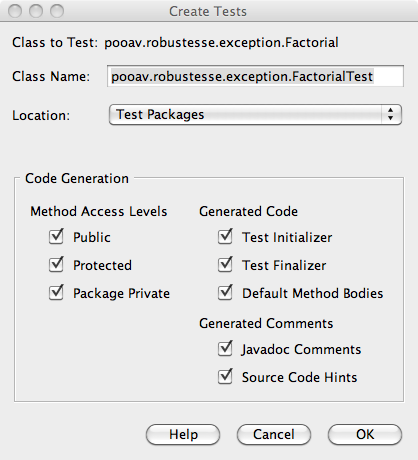 Create Tests
Class to Test: pooav.robustesse.exception.Factorial
Class Name: pooav.robustesse.exception.FactorialTest
Location: Test Packages
Code Generation
Method Access Levels
Public
Protected
Package Private
Generated Code
Test Initializer
Test Finalizer
Default Method Bodies
Generated Comments
Javadoc Comments
Source Code Hints
Help Cancel OK